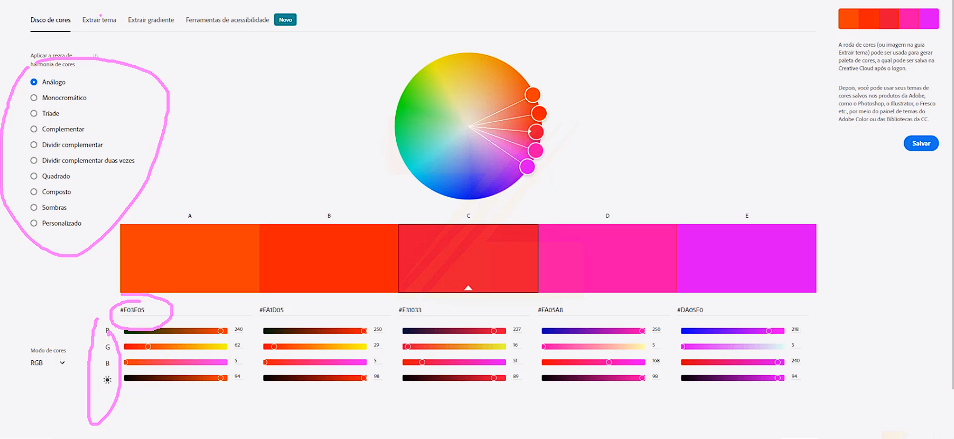 Disco de cores Extrair tema Extrair gradiente Ferramentas de acessibilidade Novo
Aplicar a regra de
harmonia de cores
Análogo
Monocromático
Tríade
Complementar
Dividir complementar
Dividir complementar duas vezes
Quadrado
Composto
Sombras
Personalizado
A roda de cores (ou imagem na guia
Extrair tema) pode ser usada para gerar
paleta de cores, a qual pode ser salva na
Creative Cloud após o logon.
Depois, você pode usar seus temas de
cores salvos nos produtos da Adobe,
como o Photoshop, o Illustrator, o Fresco
etc., por meio do painel de temas do
Adobe Color ou das Bibliotecas da CC.
Salvar
A B C D E
#F03E05 #FA1D05 #E31033 #FA05A8 #DA05F0
R 240 250 227 250 218
G 62 29 16 5 5
B 5 5 51 168 240
94 98 89 98 94
Modo de cores
RGB